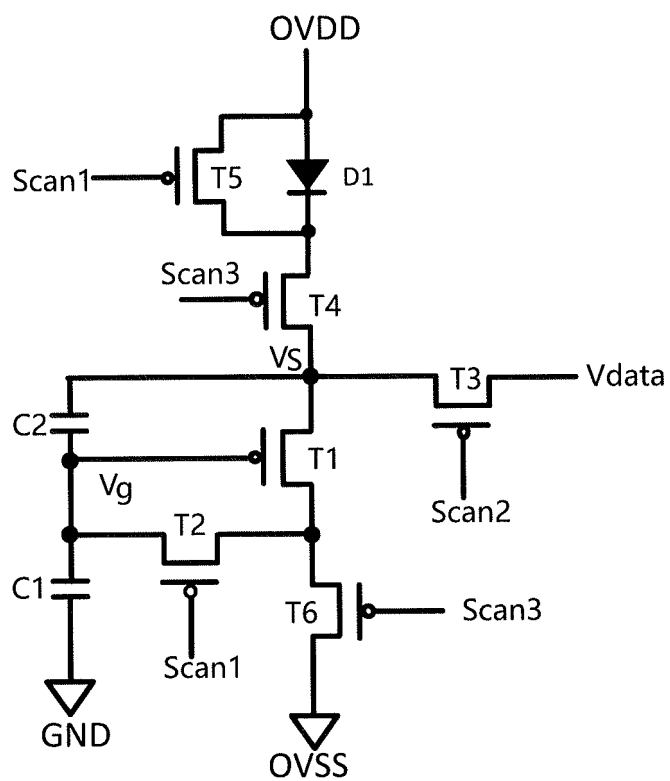 OVDD
Scan1
T5
D1
Scan3
T4
VS
T3
Vdata
C2
T1
Vg
Scan2
T2
C1
T6
Scan3
Scan1
GND
OVSS